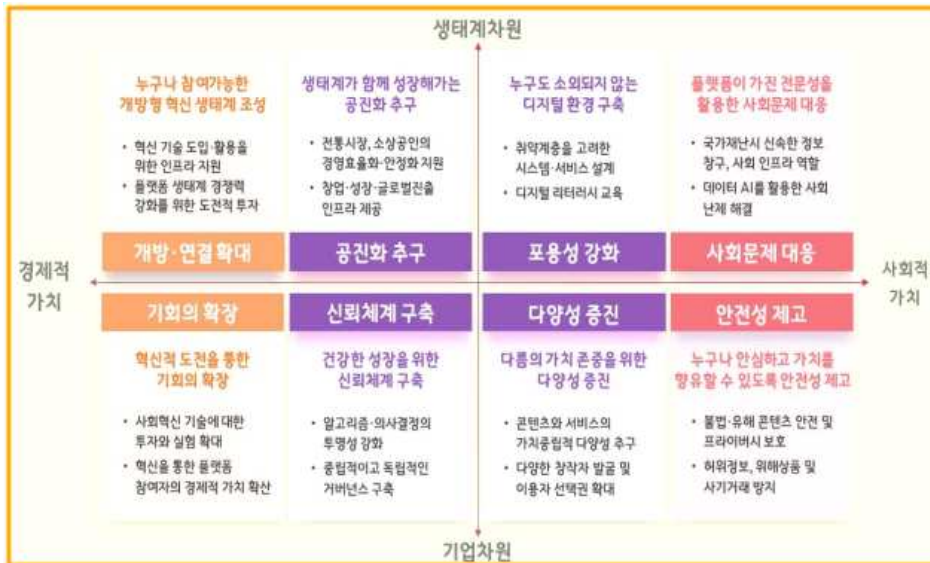 생태계차원
누구나 참여가능한
개방형 혁신 생태계 조성
• 혁신 기술 도입·활용을
위한 인프라 지원
• 플랫폼 생태계 경쟁력
강화를 위한 도전적 투자
생태계가 함께 성장해가는
공진화 추구
• 전통시장, 소상공인의
경영효율화·안정화 지원
• 창업·성장·글로벌진출
인프라 제공
누구도 소외되지 않는
디지털 환경 구축
• 취약계층을 고려한
시스템·서비스 설계
• 디지털 리터러시 교육
플랫폼이 가진 전문성을
활용한 사회문제 대응
• 국가재난시 신속한 정보
창구, 사회 인프라 역할
• 데이터 AI를 활용한 사회
난제 해결
개방·연결 확대
공진화 추구
포용성 강화
사회문제 대응
경제적
가치
사회적
가치
기회의 확장
신뢰체계 구축
다양성 증진
안전성 제고
혁신적 도전을 통한
기회의 확장
• 사회혁신 기술에 대한
투자와 실험 확대
• 혁신을 통한 플랫폼
참여자의 경제적 가치 확산
건강한 성장을 위한
신뢰체계 구축
• 알고리즘·의사결정의
투명성 강화
• 중립적이고 독립적인
거버넌스 구축
다름의 가치 존중을 위한
다양성 증진
• 콘텐츠와 서비스의
가치중립적 다양성 추구
• 다양한 창작자 발굴 및
이용자 선택권 확대
누구나 안심하고 가치를
향유할 수 있도록 안전성 제고
• 불법·유해 콘텐츠 안전 및
프라이버시 보호
• 허위정보, 위해상품 및
사기거래 방지
기업차원